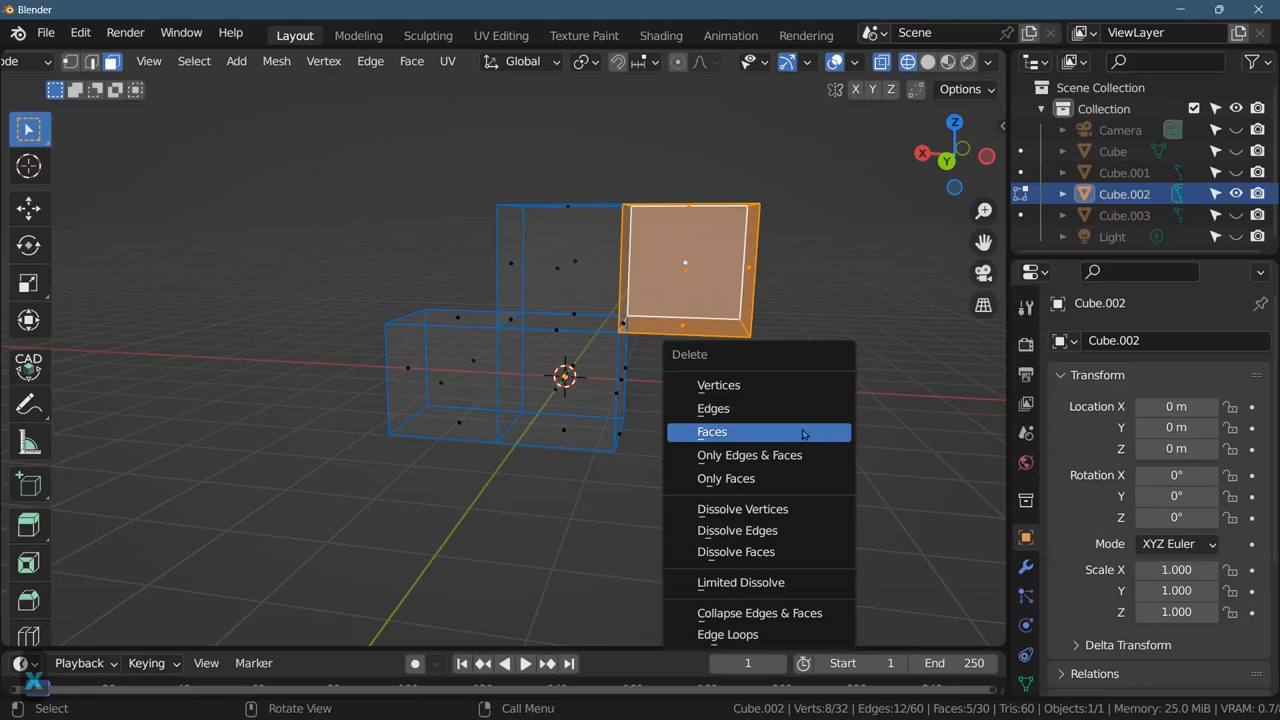 Blender
File Edit Render Window Help
Layout Modeling Sculpting UV Editing Texture Paint Shading Animation Rendering
Scene
ViewLayer
ode
View Select Add Mesh Vertex Edge Face UV
Global
X Y Z
Options
Z
X
Y
CAD
Delete
Vertices
Edges
Faces
Only Edges & Faces
Only Faces
Dissolve Vertices
Dissolve Edges
Dissolve Faces
Limited Dissolve
Collapse Edges & Faces
Edge Loops
Scene Collection
Collection
Camera
Cube
Cube.001
Cube.002
Cube.003
Light
Cube.002
Cube.002
Transform
Location X 0 m
Y 0 m
Z 0 m
Rotation X 0°
Y 0°
Z 0°
Mode XYZ Euler
Scale X 1.000
Y 1.000
Z 1.000
Delta Transform
Relations
Playback Keying View Marker
1
Start 1
End 250
X
Select
Rotate View
Call Menu
Cube.002 | Verts:8/32 | Edges:12/60 | Faces:5/30 | Tris:60 | Objects:1/1 | Memory: 25.0 MiB | VRAM: 0.7/